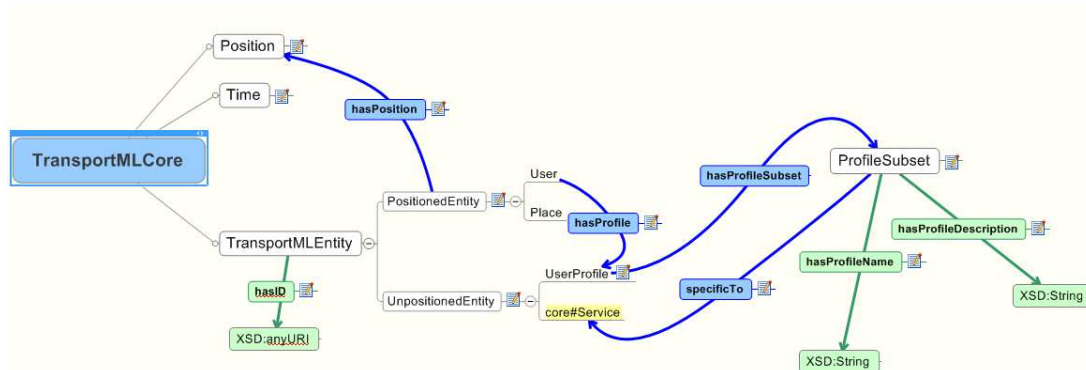 Position
Time
hasPosition
TransportMLCore
ProfileSubset
hasProfileSubset
User
PositionedEntity
Place
hasProfile
hasProfileDescription
TransportMLEntity
hasProfileName
UserProfile
hasID
specificTo
UnpositionedEntity
core#Service
XSD:String
XSD:anyURI
XSD:String